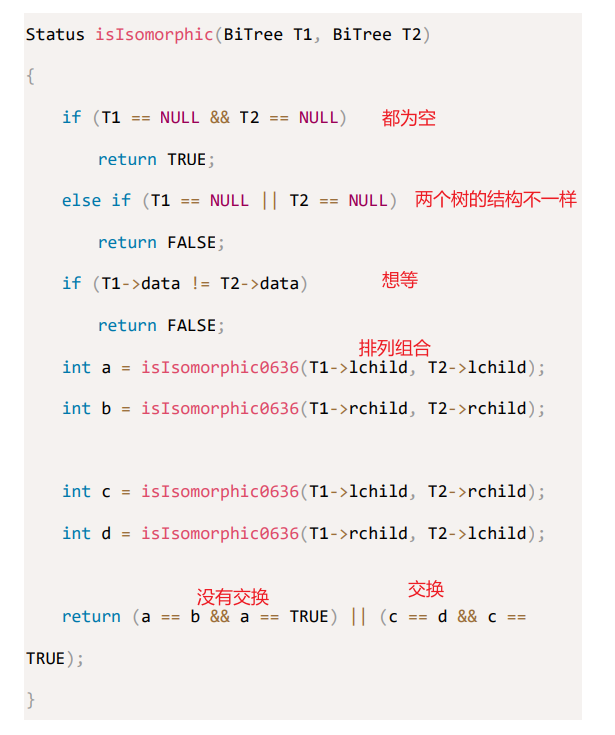 Status isIsomorphic(BiTree T1, BiTree T2)
{
if (T1 == NULL && T2 == NULL) 都为空
return TRUE;
else if (T1 == NULL || T2 == NULL) 两个树的结构不一样
return FALSE;
if (T1->data != T2->data) 想等
return FALSE;
排列组合
int a = isIsomorphic0636(T1->lchild, T2->lchild);
int b = isIsomorphic0636(T1->rchild, T2->rchild);
int c = isIsomorphic0636(T1->lchild, T2->rchild);
int d = isIsomorphic0636(T1->rchild, T2->lchild);
没有交换 交换
return (a == b && a == TRUE) || (c == d && c ==
TRUE);
}